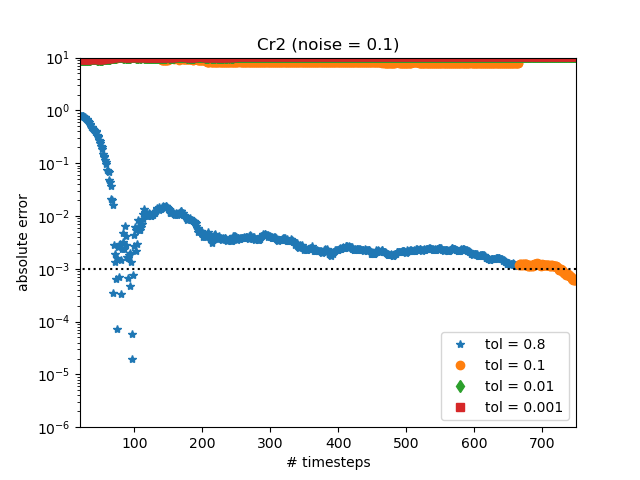 Cr2 (noise = 0.1)
absolute error
10^1
10^0
10^-1
10^-2
10^-3
10^-4
10^-5
10^-6
tol = 0.8
tol = 0.1
tol = 0.01
tol = 0.001
100 200 300 400 500 600 700
# timesteps